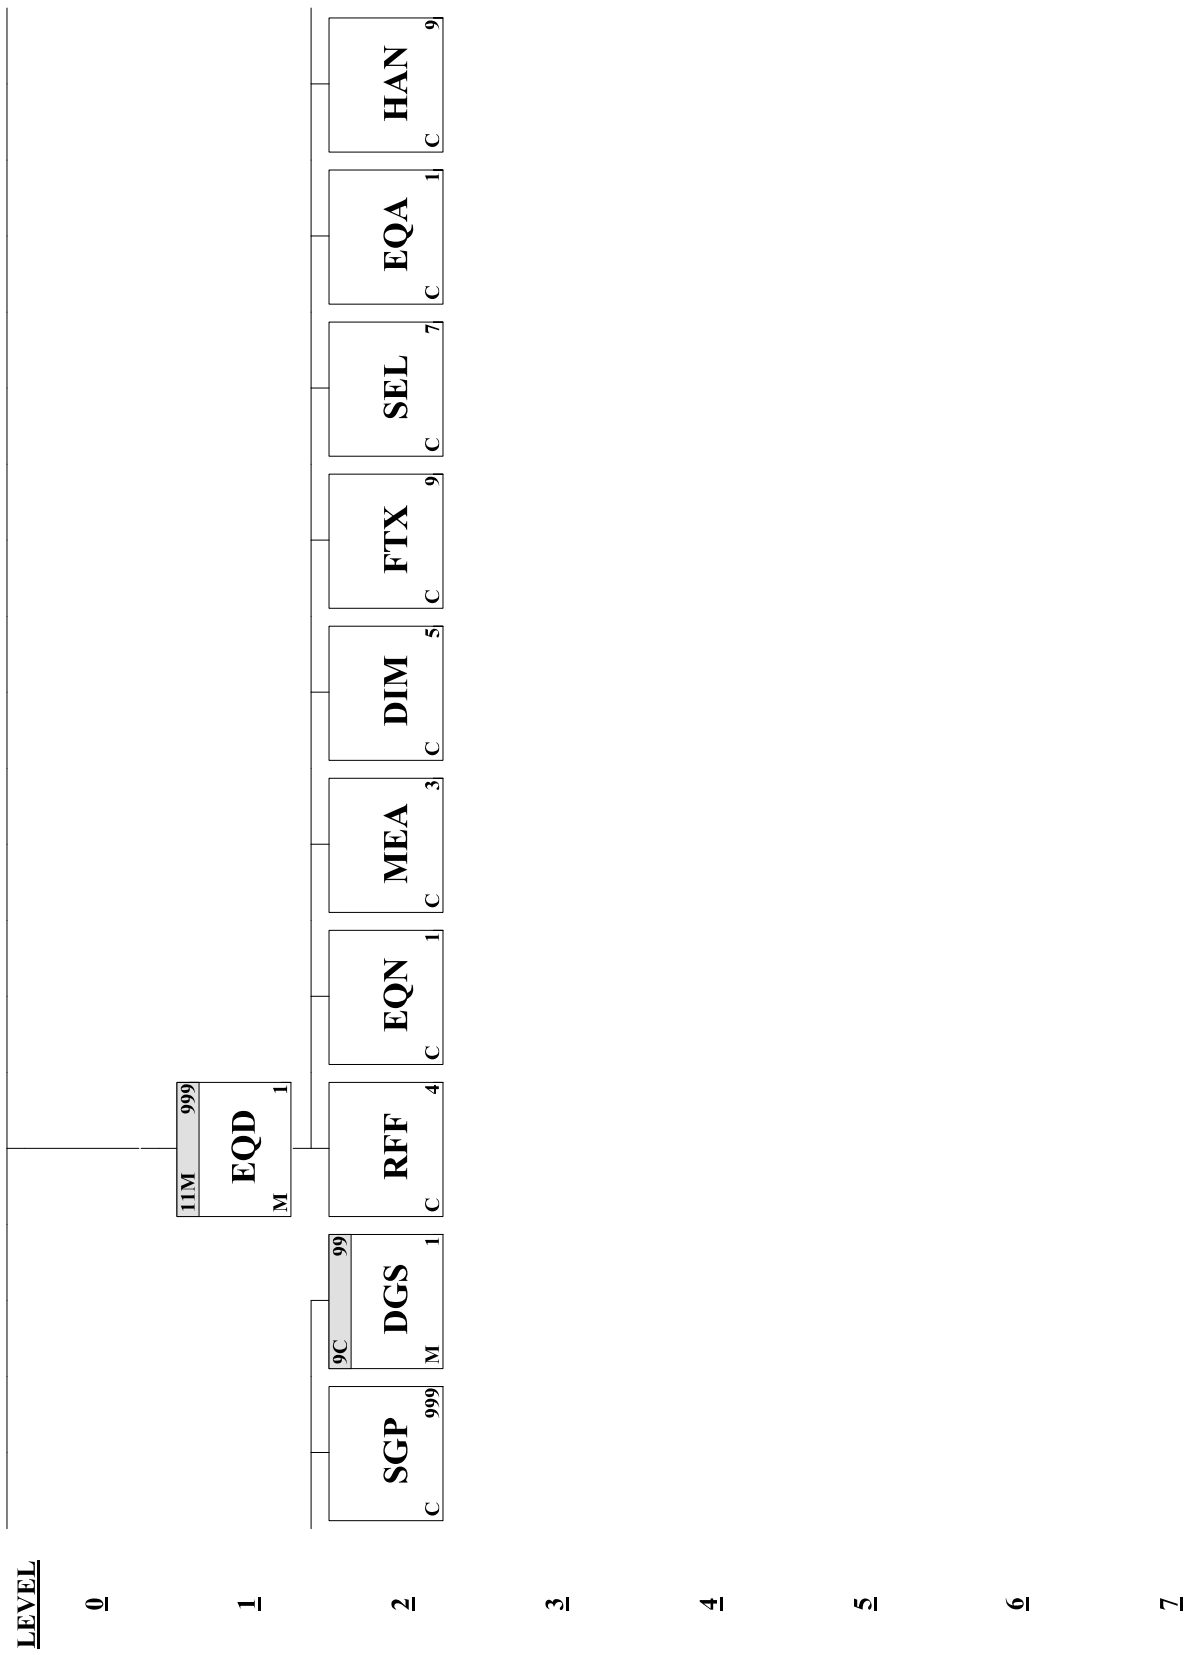 LEVEL
0
1
2
3
4
5
6
7
SGP
C 999
9C 99
DGS
M 1
11M 999
EQD
M 1
RFF
C 4
EQN
C 1
MEA
C 3
DIM
C 5
FTX
C 9
SEL
C 7
EQA
C 1
HAN
C 9